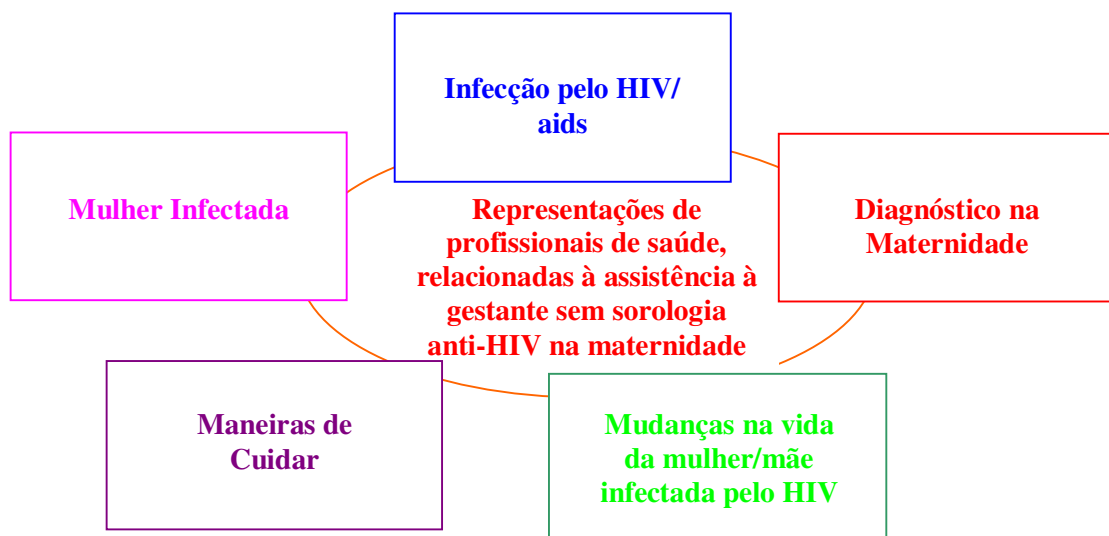 Infecção pelo HIV/
aids
Mulher Infectada
Diagnóstico na
Maternidade
Representações de
profissionais de saúde,
relacionadas à assistência à
gestante sem sorologia
anti-HIV na maternidade
Maneiras de
Cuidar
Mudanças na vida
da mulher/mãe
infectada pelo HIV